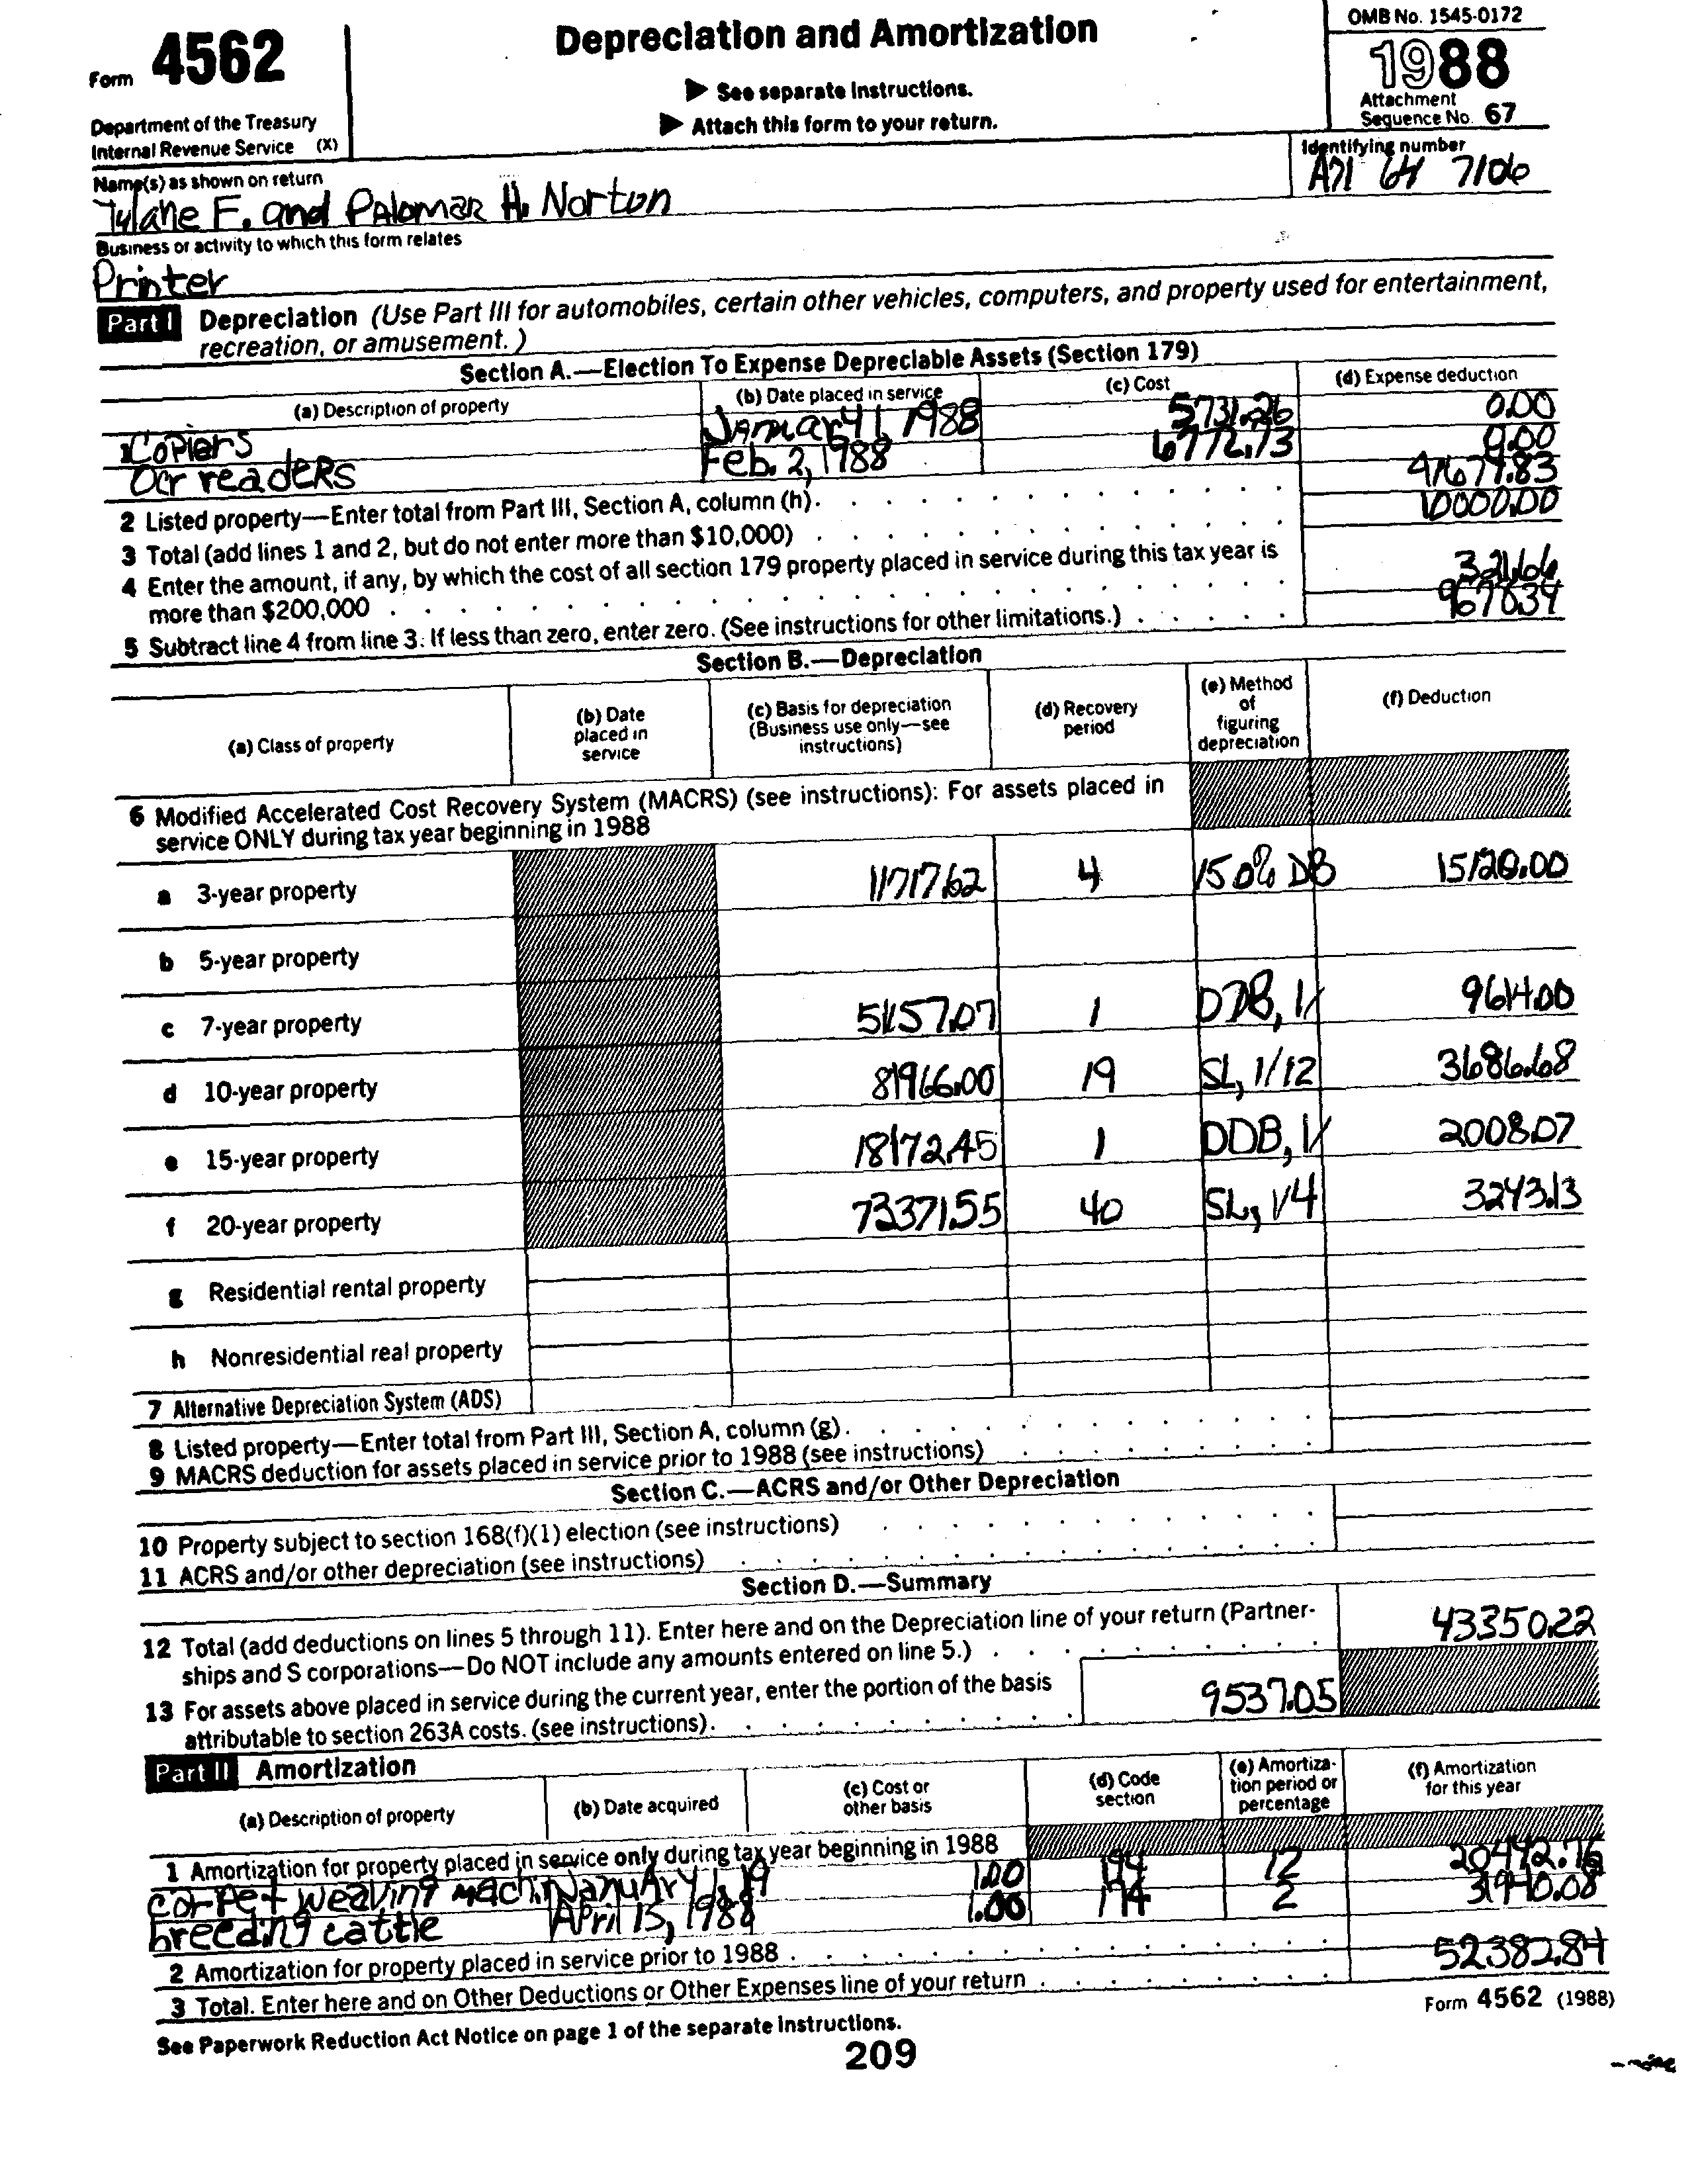 Form 4562
Department of the Treasury
Internal Revenue Service (X)
Depreciation and Amortization
▶ See separate instructions.
▶ Attach this form to your return.
OMB No. 1545-0172
1988
Attachment
Sequence No. 67
Name(s) as shown on return
Tylane F. and Palomar H. Norton
Identifying number
A71 64 7106
Business or activity to which this form relates
Printer
Part I Depreciation (Use Part III for automobiles, certain other vehicles, computers, and property used for entertainment,
recreation, or amusement.)
Section A.—Election To Expense Depreciable Assets (Section 179)
(a) Description of property (b) Date placed in service (c) Cost (d) Expense deduction
1 Copiers January 1, 1988 5731.26 0.00
Ocr readers Feb. 2, 1988 6772.73 0.00
2 Listed property—Enter total from Part III, Section A, column (h). 41679.83
3 Total (add lines 1 and 2, but do not enter more than $10,000) 10000.00
4 Enter the amount, if any, by which the cost of all section 179 property placed in service during this tax year is
more than $200,000 321.66
5 Subtract line 4 from line 3. If less than zero, enter zero. (See instructions for other limitations.) 9678.34
Section B.—Depreciation
(a) Class of property
(b) Date
placed in
service
(c) Basis for depreciation
(Business use only—see
instructions)
(d) Recovery
period
(e) Method
of
figuring
depreciation
(f) Deduction
6 Modified Accelerated Cost Recovery System (MACRS) (see instructions): For assets placed in
service ONLY during tax year beginning in 1988
a 3-year property 11717.62 4 150% DB 15120.00
b 5-year property
c 7-year property 51157.07 1 DDB, 1/ 9614.00
d 10-year property 81966.00 19 SL, 1/12 3686.68
e 15-year property 18172.45 1 DDB, 1/ 2008.07
f 20-year property 73371.55 40 SL, 1/4 3243.13
g Residential rental property
h Nonresidential real property
7 Alternative Depreciation System (ADS)
8 Listed property—Enter total from Part III, Section A, column (g).
9 MACRS deduction for assets placed in service prior to 1988 (see instructions)
Section C.—ACRS and/or Other Depreciation
10 Property subject to section 168(f)(1) election (see instructions)
11 ACRS and/or other depreciation (see instructions)
Section D.—Summary
12 Total (add deductions on lines 5 through 11). Enter here and on the Depreciation line of your return (Partner-
ships and S corporations—Do NOT include any amounts entered on line 5.) 43350.22
13 For assets above placed in service during the current year, enter the portion of the basis
attributable to section 263A costs. (see instructions). 9537.05
Part II Amortization
(a) Description of property
(b) Date acquired
(c) Cost or
other basis
(d) Code
section
(e) Amortiza-
tion period or
percentage
(f) Amortization
for this year
1 Amortization for property placed in service only during tax year beginning in 1988
carpet weaving machi January 1, 19 1.00 194 12 20442.76
breeding cattle April 15, 1988 1.00 174 2 31940.08
2 Amortization for property placed in service prior to 1988
3 Total. Enter here and on Other Deductions or Other Expenses line of your return 52382.84
See Paperwork Reduction Act Notice on page 1 of the separate instructions.
Form 4562 (1988)
209